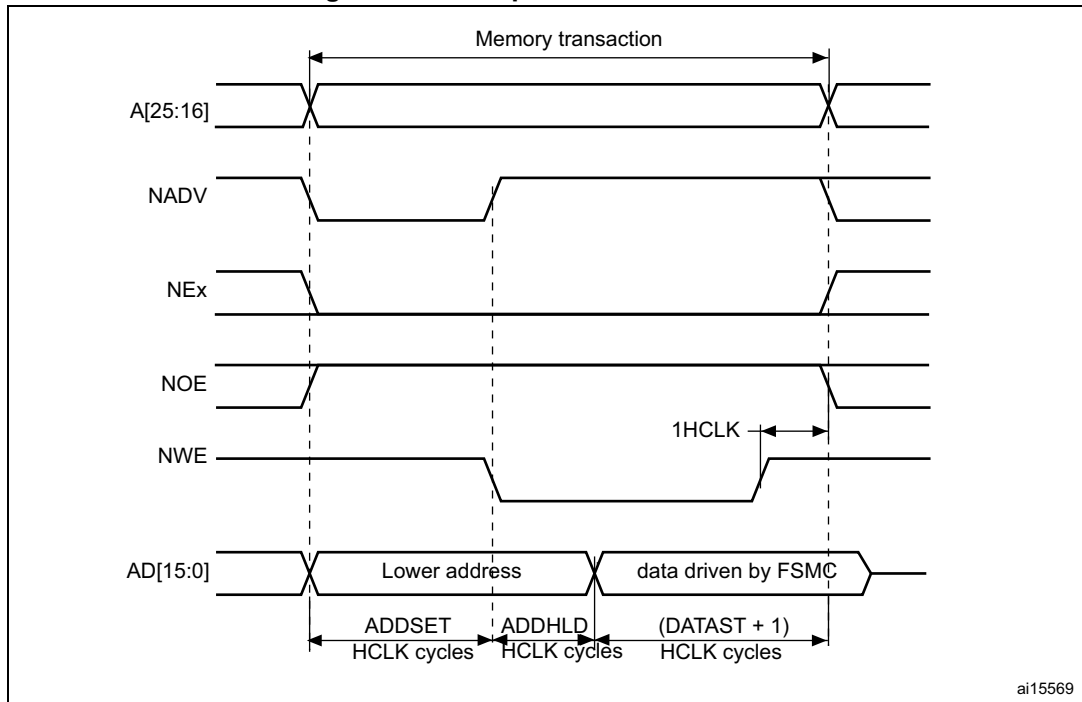 Memory transaction
A[25:16]
NADV
NEx
NOE
1HCLK
NWE
AD[15:0]
Lower address
data driven by FSMC
ADDSET
HCLK cycles
ADDHLD
HCLK cycles
(DATAST + 1)
HCLK cycles
ai15569